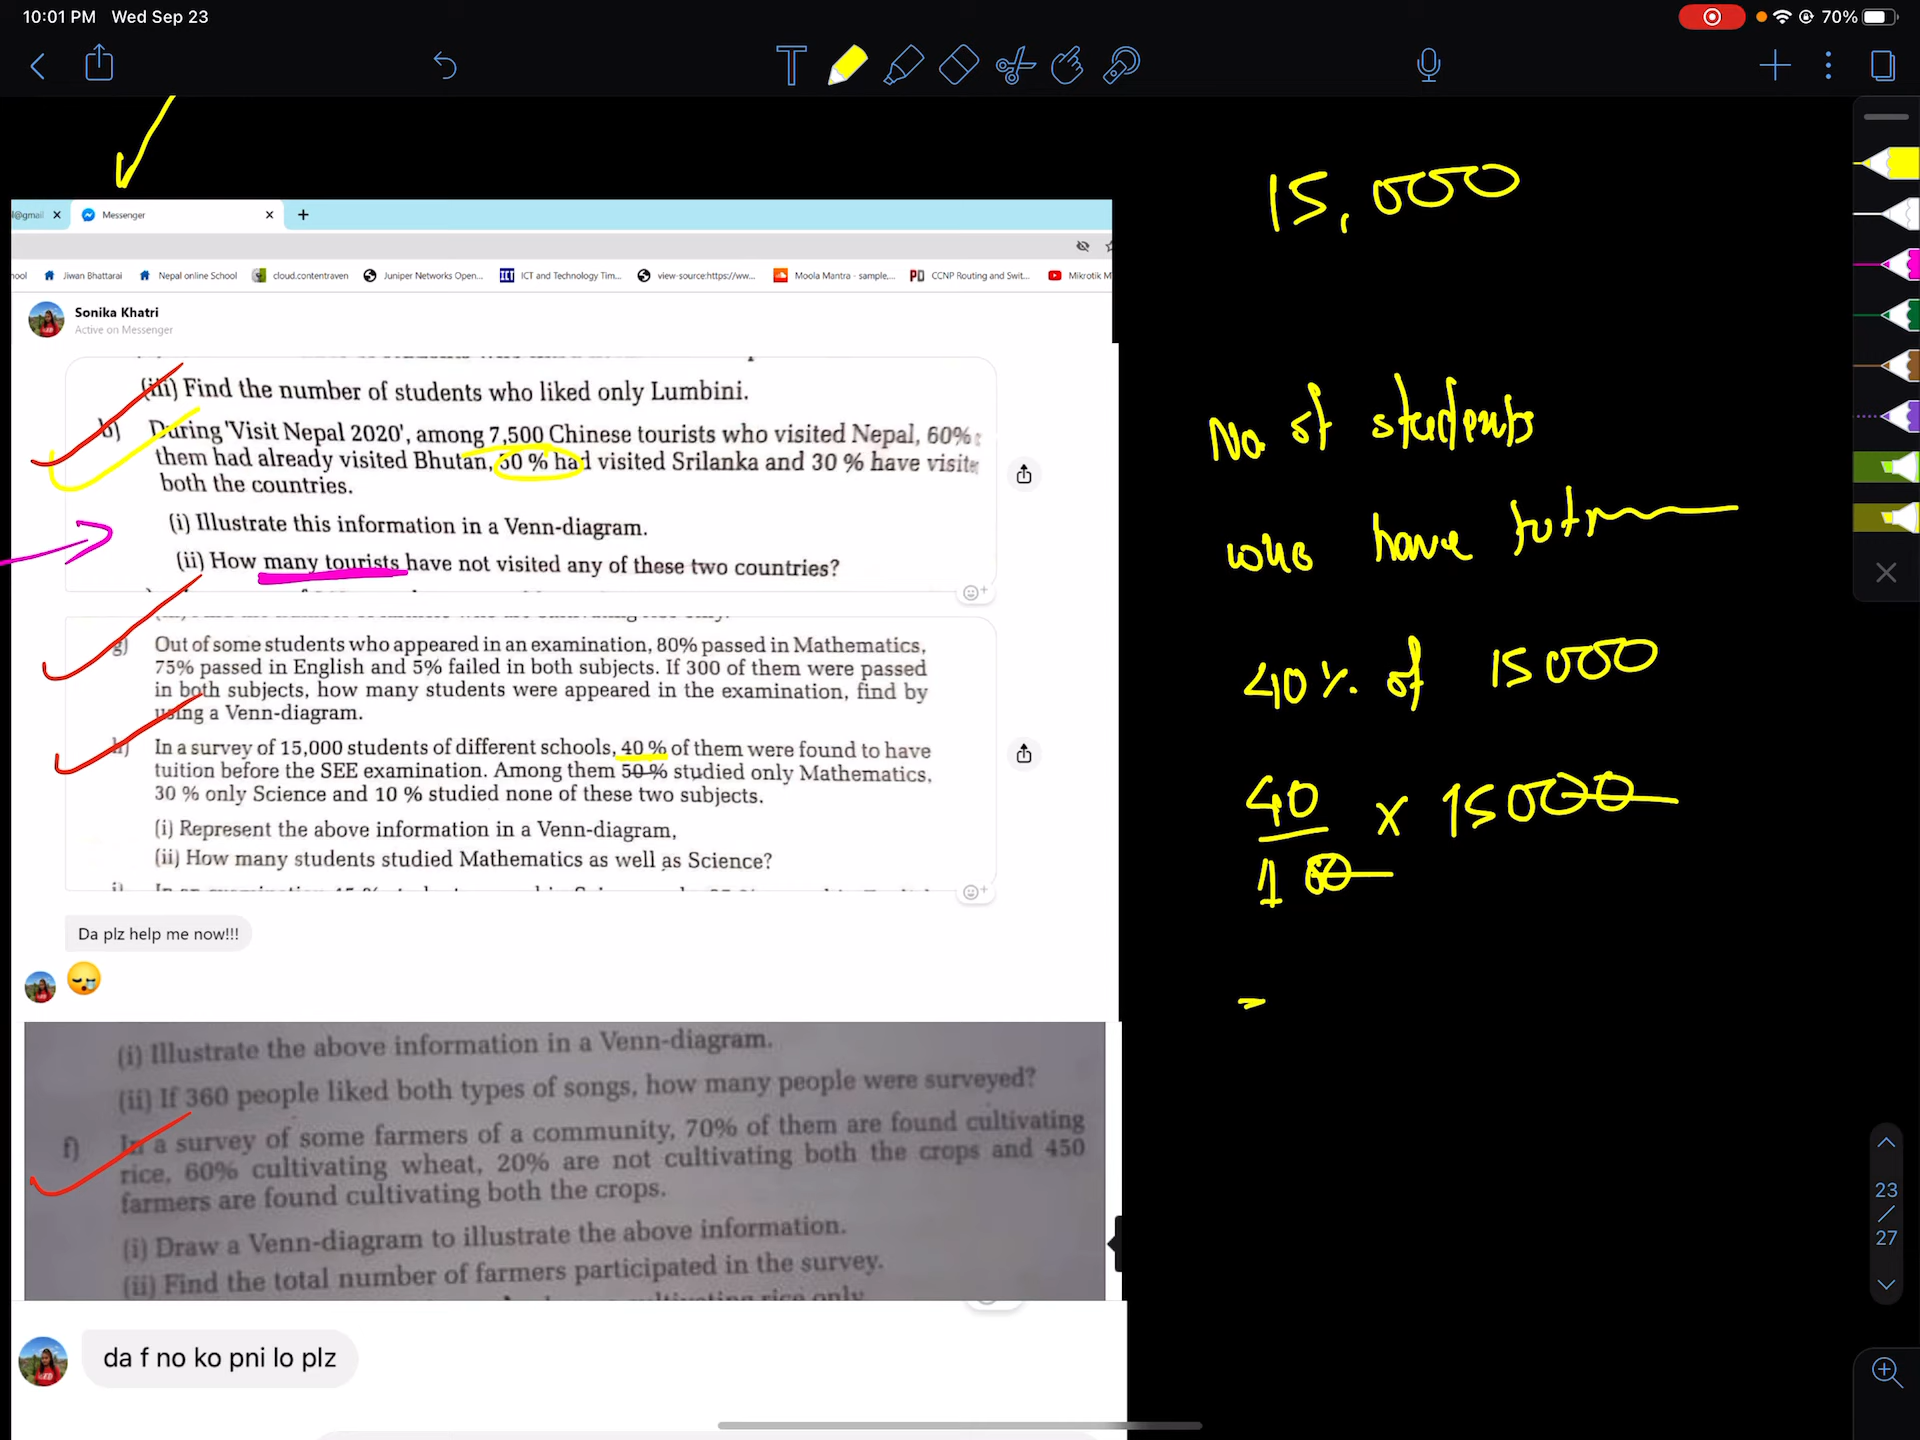 10:01 PM Wed Sep 23
70%
l@gmail
Messenger
Jiwan Bhattarai
Nepal online School
cloud.contentraven
Juniper Networks Open...
ICT and Technology Tim...
view-source:https://ww...
Moola Mantra - sample,...
CCNP Routing and Swit...
Mikrotik M
Sonika Khatri
Active on Messenger
(iii) Find the number of students who liked only Lumbini.
b) During 'Visit Nepal 2020', among 7,500 Chinese tourists who visited Nepal, 60%
them had already visited Bhutan, 50 % had visited Srilanka and 30 % have visite
both the countries.
(i) Illustrate this information in a Venn-diagram.
(ii) How many tourists have not visited any of these two countries?
g) Out of some students who appeared in an examination, 80% passed in Mathematics,
75% passed in English and 5% failed in both subjects. If 300 of them were passed
in both subjects, how many students were appeared in the examination, find by
using a Venn-diagram.
h) In a survey of 15,000 students of different schools, 40 % of them were found to have
tuition before the SEE examination. Among them 50 % studied only Mathematics,
30 % only Science and 10 % studied none of these two subjects.
(i) Represent the above information in a Venn-diagram,
(ii) How many students studied Mathematics as well as Science?
Da plz help me now!!!
(i) Illustrate the above information in a Venn-diagram.
(ii) If 360 people liked both types of songs, how many people were surveyed?
f) In a survey of some farmers of a community, 70% of them are found cultivating
rice, 60% cultivating wheat, 20% are not cultivating both the crops and 450
farmers are found cultivating both the crops.
(i) Draw a Venn-diagram to illustrate the above information.
(ii) Find the total number of farmers participated in the survey.
rice only
da f no ko pni lo plz
15,000
No of students
who have
40% of 15000
40
× 15000
100
=
23
/
27